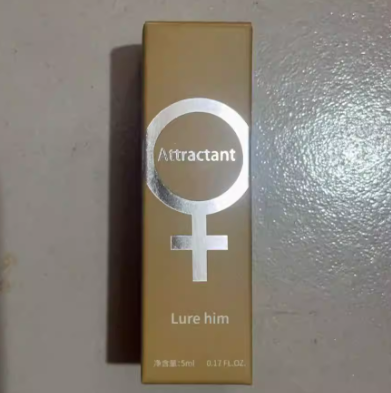 Attractant
Lure him
净含量:5ml 0.17 FL.OZ.